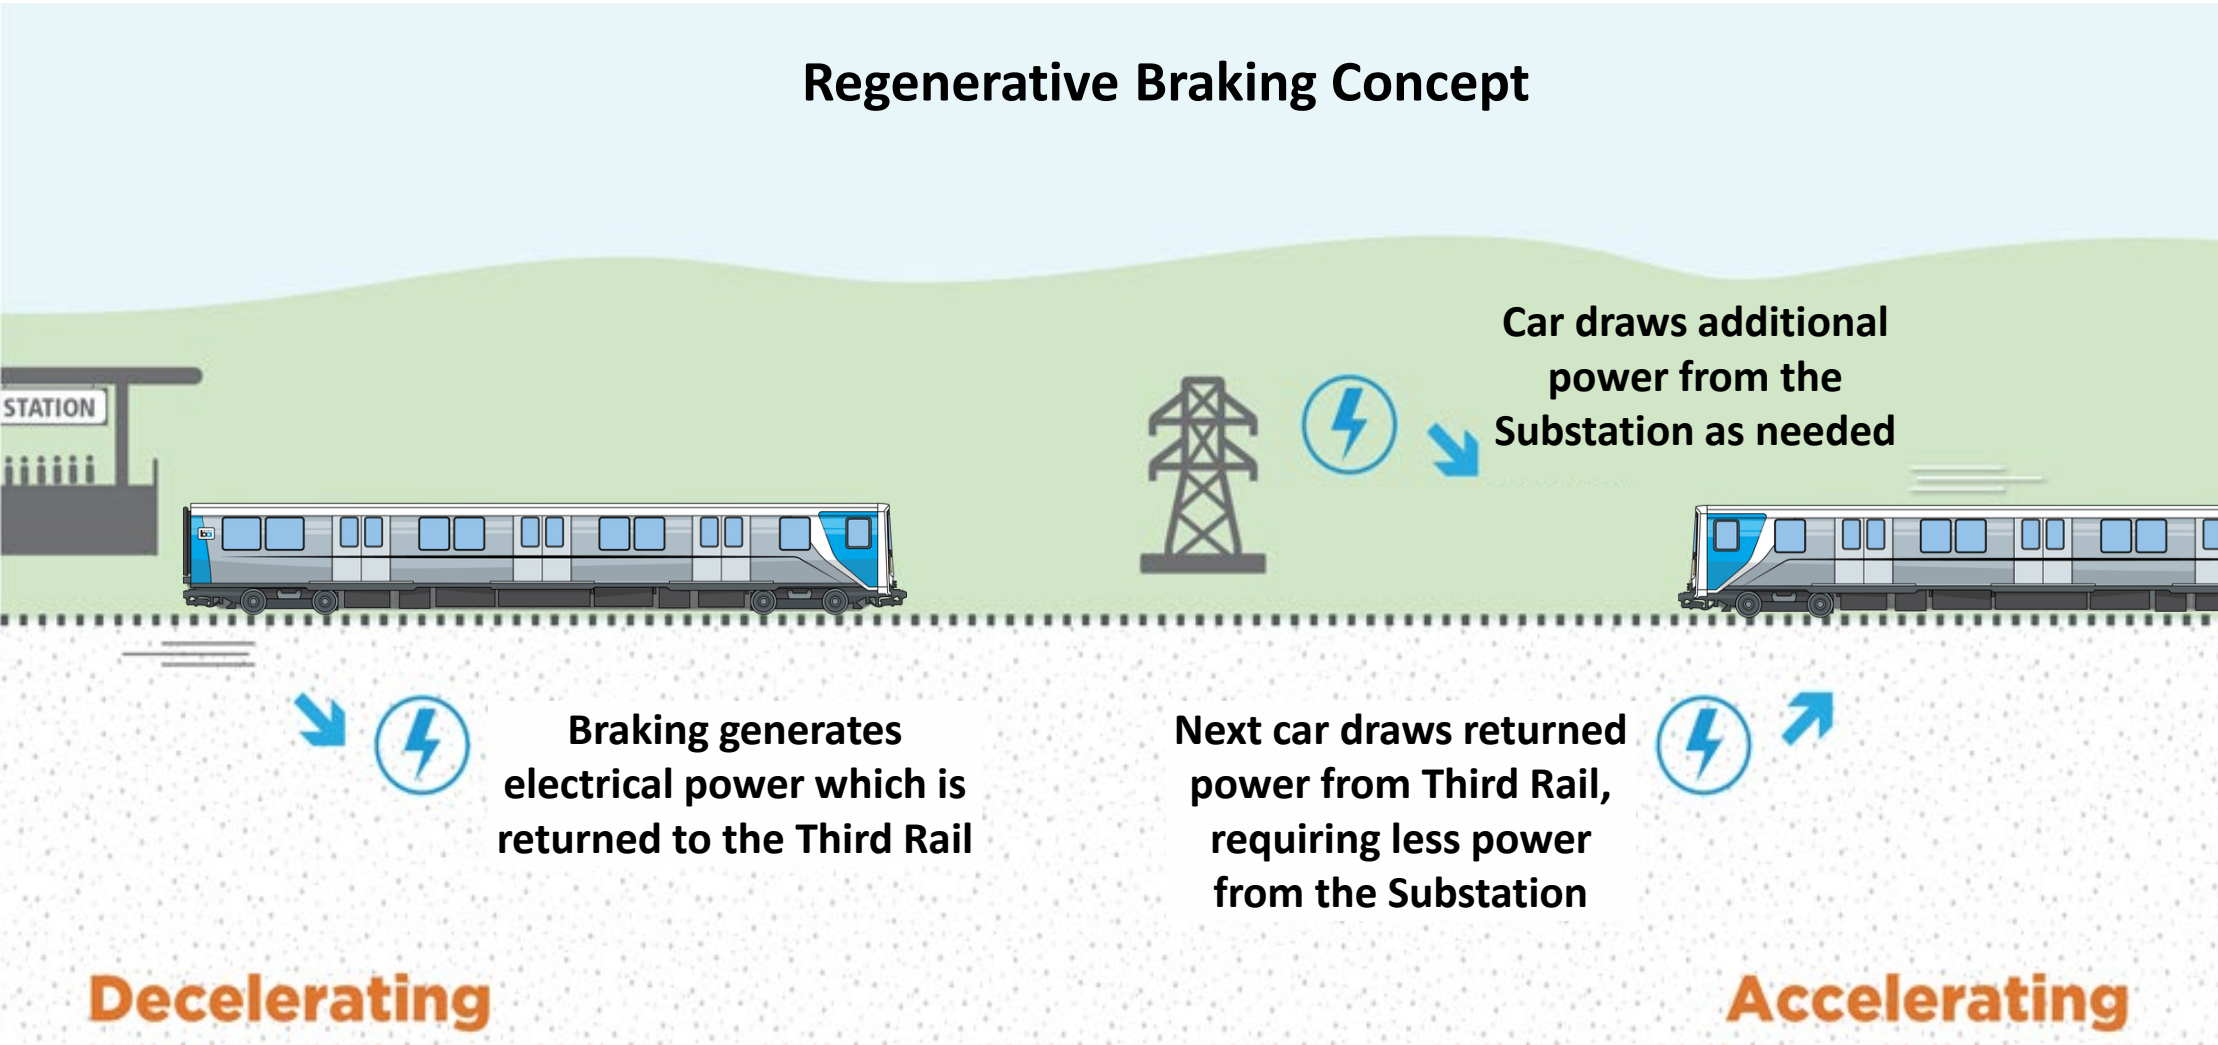 Regenerative Braking Concept
Car draws additional
power from the
Substation as needed
STATION
Braking generates
electrical power which is
returned to the Third Rail
Next car draws returned
power from Third Rail,
requiring less power
from the Substation
Decelerating
Accelerating